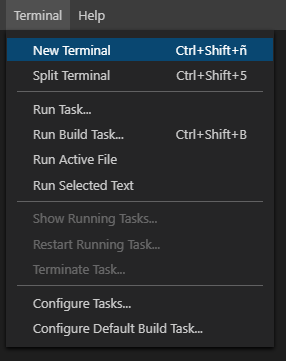 Terminal Help
New Terminal Ctrl+Shift+ñ
Split Terminal Ctrl+Shift+5
Run Task...
Run Build Task... Ctrl+Shift+B
Run Active File
Run Selected Text
Show Running Tasks...
Restart Running Task...
Terminate Task...
Configure Tasks...
Configure Default Build Task...